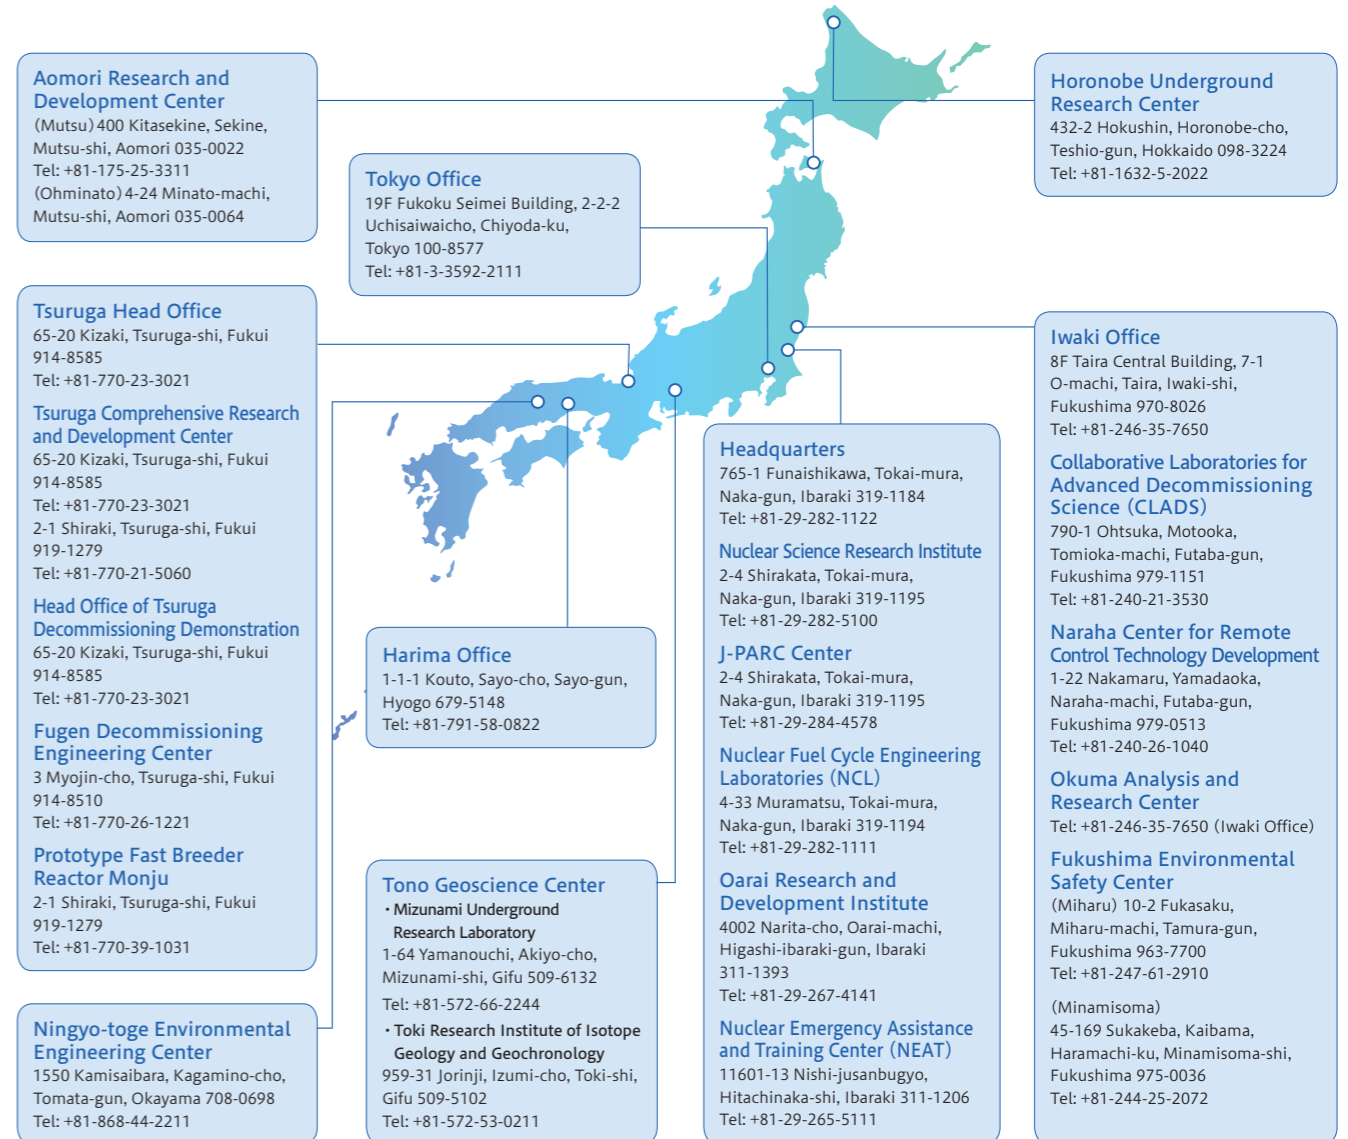 Aomori Research and
Development Center
(Mutsu) 400 Kitasekine, Sekine,
Mutsu-shi, Aomori 035-0022
Tel: +81-175-25-3311
(Ohminato) 4-24 Minato-machi,
Mutsu-shi, Aomori 035-0064
Tokyo Office
19F Fukoku Seimei Building, 2-2-2
Uchisaiwaicho, Chiyoda-ku,
Tokyo 100-8577
Tel: +81-3-3592-2111
Horonobe Underground
Research Center
432-2 Hokushin, Horonobe-cho,
Teshio-gun, Hokkaido 098-3224
Tel: +81-1632-5-2022
Tsuruga Head Office
65-20 Kizaki, Tsuruga-shi, Fukui
914-8585
Tel: +81-770-23-3021
Tsuruga Comprehensive Research
and Development Center
65-20 Kizaki, Tsuruga-shi, Fukui
914-8585
Tel: +81-770-23-3021
2-1 Shiraki, Tsuruga-shi, Fukui
919-1279
Tel: +81-770-21-5060
Head Office of Tsuruga
Decommissioning Demonstration
65-20 Kizaki, Tsuruga-shi, Fukui
914-8585
Tel: +81-770-23-3021
Fugen Decommissioning
Engineering Center
3 Myojin-cho, Tsuruga-shi, Fukui
914-8510
Tel: +81-770-26-1221
Prototype Fast Breeder
Reactor Monju
2-1 Shiraki, Tsuruga-shi, Fukui
919-1279
Tel: +81-770-39-1031
Ningyo-toge Environmental
Engineering Center
1550 Kamisaibara, Kagamino-cho,
Tomata-gun, Okayama 708-0698
Tel: +81-868-44-2211
Harima Office
1-1-1 Kouto, Sayo-cho, Sayo-gun,
Hyogo 679-5148
Tel: +81-791-58-0822
Tono Geoscience Center
・Mizunami Underground
Research Laboratory
1-64 Yamanouchi, Akiyo-cho,
Mizunami-shi, Gifu 509-6132
Tel: +81-572-66-2244
・Toki Research Institute of Isotope
Geology and Geochronology
959-31 Jorinji, Izumi-cho, Toki-shi,
Gifu 509-5102
Tel: +81-572-53-0211
Headquarters
765-1 Funaishikawa, Tokai-mura,
Naka-gun, Ibaraki 319-1184
Tel: +81-29-282-1122
Nuclear Science Research Institute
2-4 Shirakata, Tokai-mura,
Naka-gun, Ibaraki 319-1195
Tel: +81-29-282-5100
J-PARC Center
2-4 Shirakata, Tokai-mura,
Naka-gun, Ibaraki 319-1195
Tel: +81-29-284-4578
Nuclear Fuel Cycle Engineering
Laboratories (NCL)
4-33 Muramatsu, Tokai-mura,
Naka-gun, Ibaraki 319-1194
Tel: +81-29-282-1111
Oarai Research and
Development Institute
4002 Narita-cho, Oarai-machi,
Higashi-ibaraki-gun, Ibaraki
311-1393
Tel: +81-29-267-4141
Nuclear Emergency Assistance
and Training Center (NEAT)
11601-13 Nishi-jusanbugyo,
Hitachinaka-shi, Ibaraki 311-1206
Tel: +81-29-265-5111
Iwaki Office
8F Taira Central Building, 7-1
O-machi, Taira, Iwaki-shi,
Fukushima 970-8026
Tel: +81-246-35-7650
Collaborative Laboratories for
Advanced Decommissioning
Science (CLADS)
790-1 Ohtsuka, Motooka,
Tomioka-machi, Futaba-gun,
Fukushima 979-1151
Tel: +81-240-21-3530
Naraha Center for Remote
Control Technology Development
1-22 Nakamaru, Yamadaoka,
Naraha-machi, Futaba-gun,
Fukushima 979-0513
Tel: +81-240-26-1040
Okuma Analysis and
Research Center
Tel: +81-246-35-7650 (Iwaki Office)
Fukushima Environmental
Safety Center
(Miharu) 10-2 Fukasaku,
Miharu-machi, Tamura-gun,
Fukushima 963-7700
Tel: +81-247-61-2910
(Minamisoma)
45-169 Sukakeba, Kaibama,
Haramachi-ku, Minamisoma-shi,
Fukushima 975-0036
Tel: +81-244-25-2072